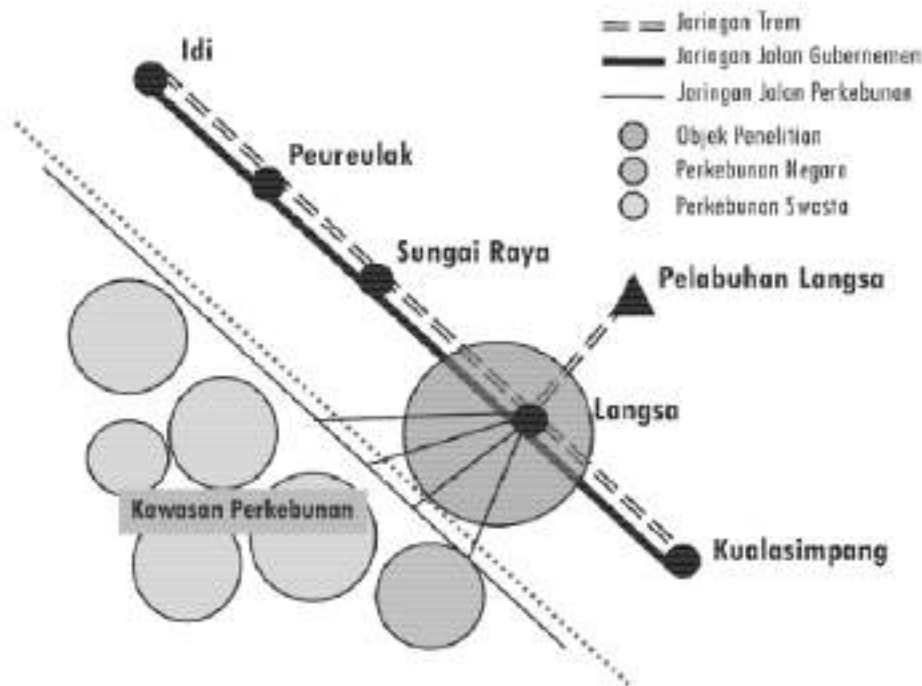 Idi
Peureulak
Sungai Raya
Jaringan Trem
Jaringan Jalan Gubernemen
Jaringan Jalan Perkebunan
Objek Penelitian
Perkebunan Negara
Perkebunan Swasta
Pelabuhan Langsa
Langsa
Kawasan Perkebunan
Kualasimpang